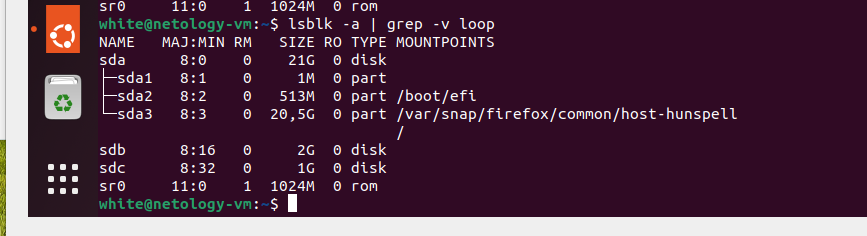 sr0       11:0    1  1024M  0 rom
white@netology-vm:~$ lsblk -a | grep -v loop
NAME   MAJ:MIN RM   SIZE RO TYPE MOUNTPOINTS
sda      8:0    0    21G  0 disk
├─sda1   8:1    0     1M  0 part
├─sda2   8:2    0   513M  0 part /boot/efi
└─sda3   8:3    0  20,5G  0 part /var/snap/firefox/common/host-hunspell
                                 /
sdb      8:16   0     2G  0 disk
sdc      8:32   0     1G  0 disk
sr0     11:0    1  1024M  0 rom
white@netology-vm:~$